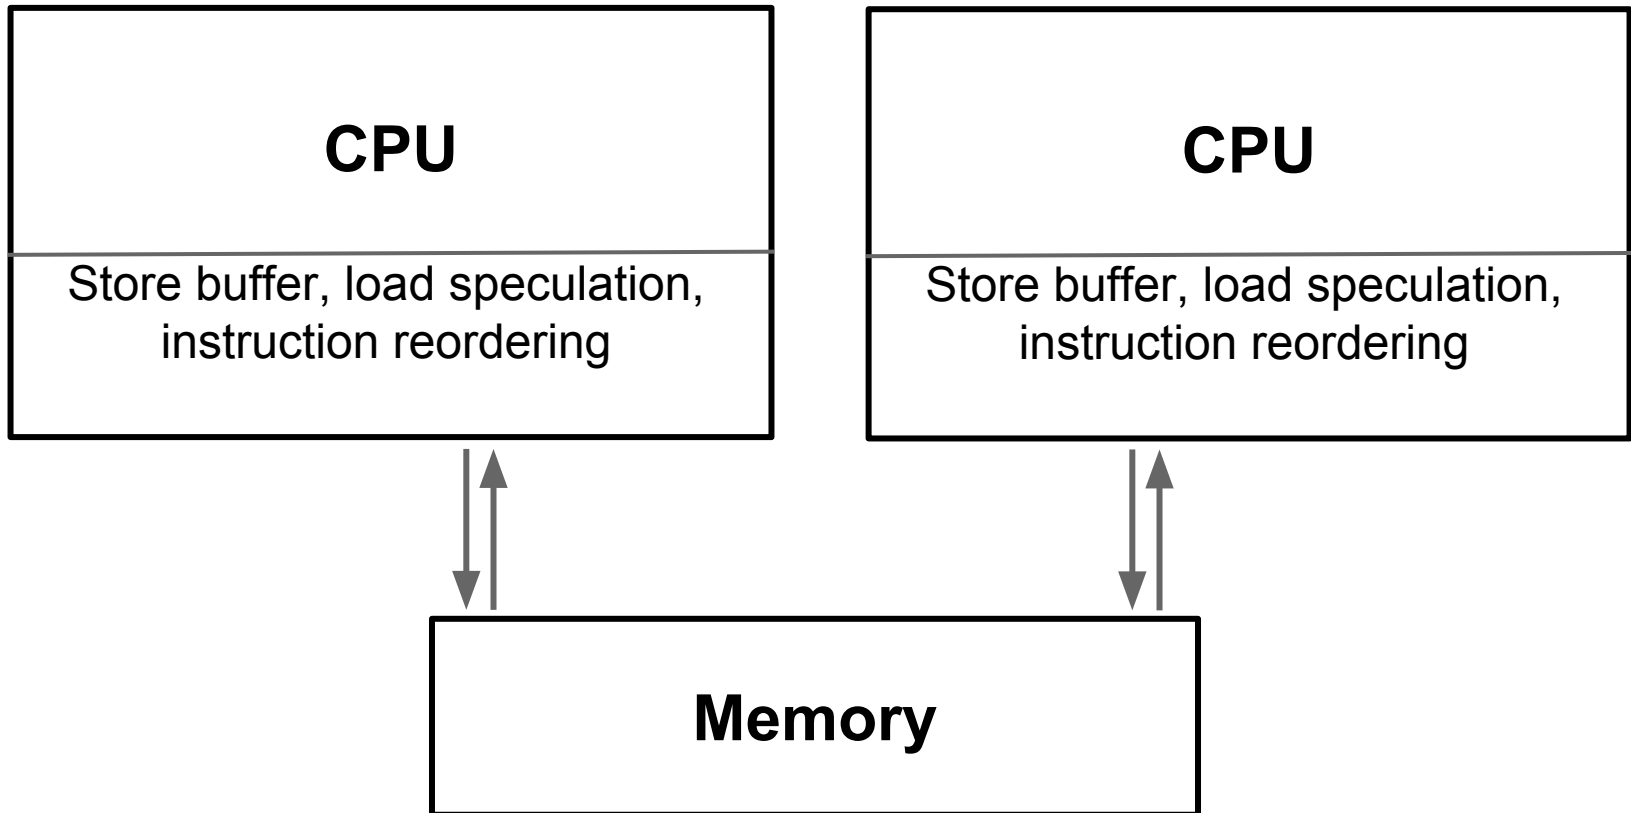 CPU
Store buffer, load speculation,
instruction reordering
CPU
Store buffer, load speculation,
instruction reordering
Memory